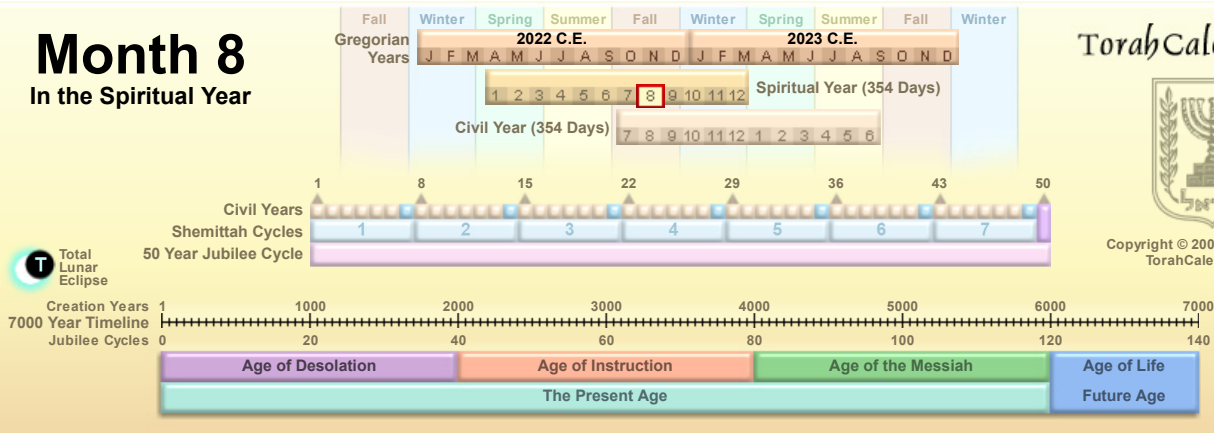 Month 8
In the Spiritual Year
Fall Winter Spring Summer Fall Winter Spring Summer Fall Winter
Gregorian Years
2022 C.E. 2023 C.E.
J F M A M J J A S O N D J F M A M J J A S O N D
1 2 3 4 5 6 7 8 9 10 11 12 Spiritual Year (354 Days)
Civil Year (354 Days) 7 8 9 10 11 12 1 2 3 4 5 6
TorahCale
1 8 15 22 29 36 43 50
Civil Years
Shemittah Cycles 1 2 3 4 5 6 7
50 Year Jubilee Cycle
T Total
Lunar
Eclipse
Copyright © 200
TorahCale
Creation Years 1 1000 2000 3000 4000 5000 6000 7000
7000 Year Timeline
Jubilee Cycles 0 20 40 60 80 100 120 140
Age of Desolation Age of Instruction Age of the Messiah Age of Life
The Present Age Future Age